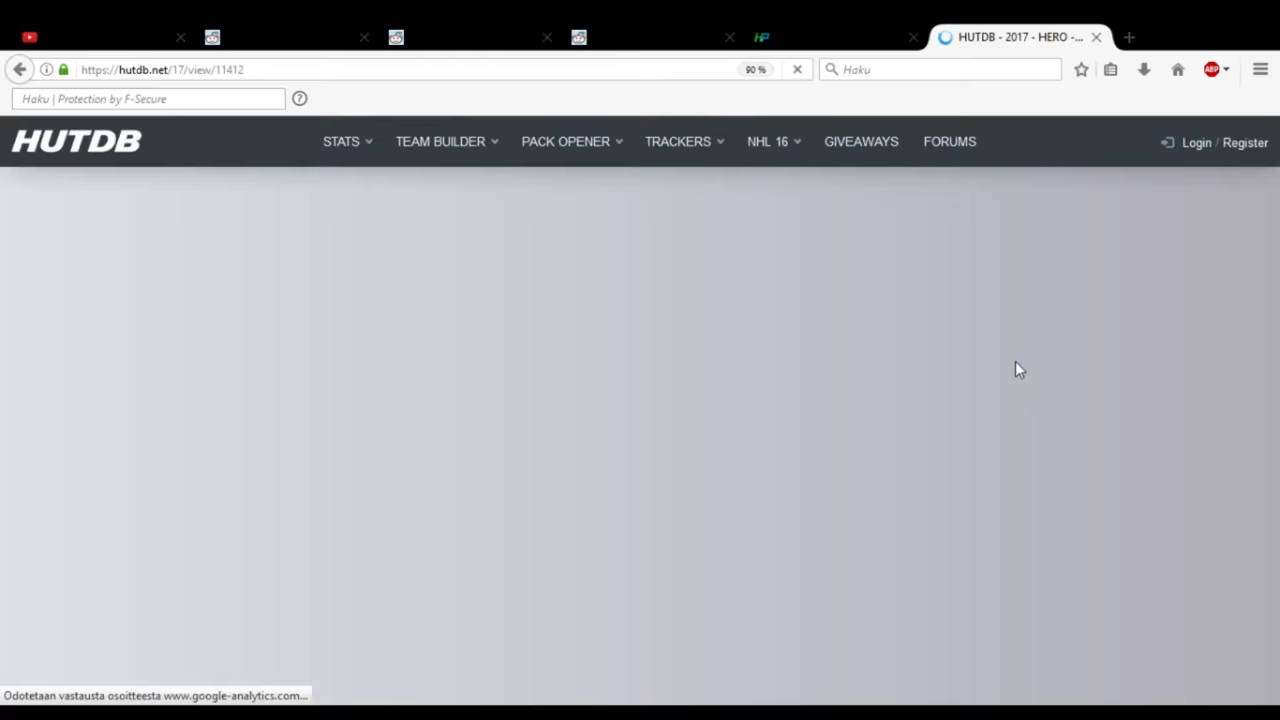 HUTDB - 2017 - HERO -...
https://hutdb.net/17/view/11412
90 %
Haku
ABP
Haku | Protection by F-Secure
HUTDB
STATS
TEAM BUILDER
PACK OPENER
TRACKERS
NHL 16
GIVEAWAYS
FORUMS
Login / Register
Odotetaan vastausta osoitteesta www.google-analytics.com...